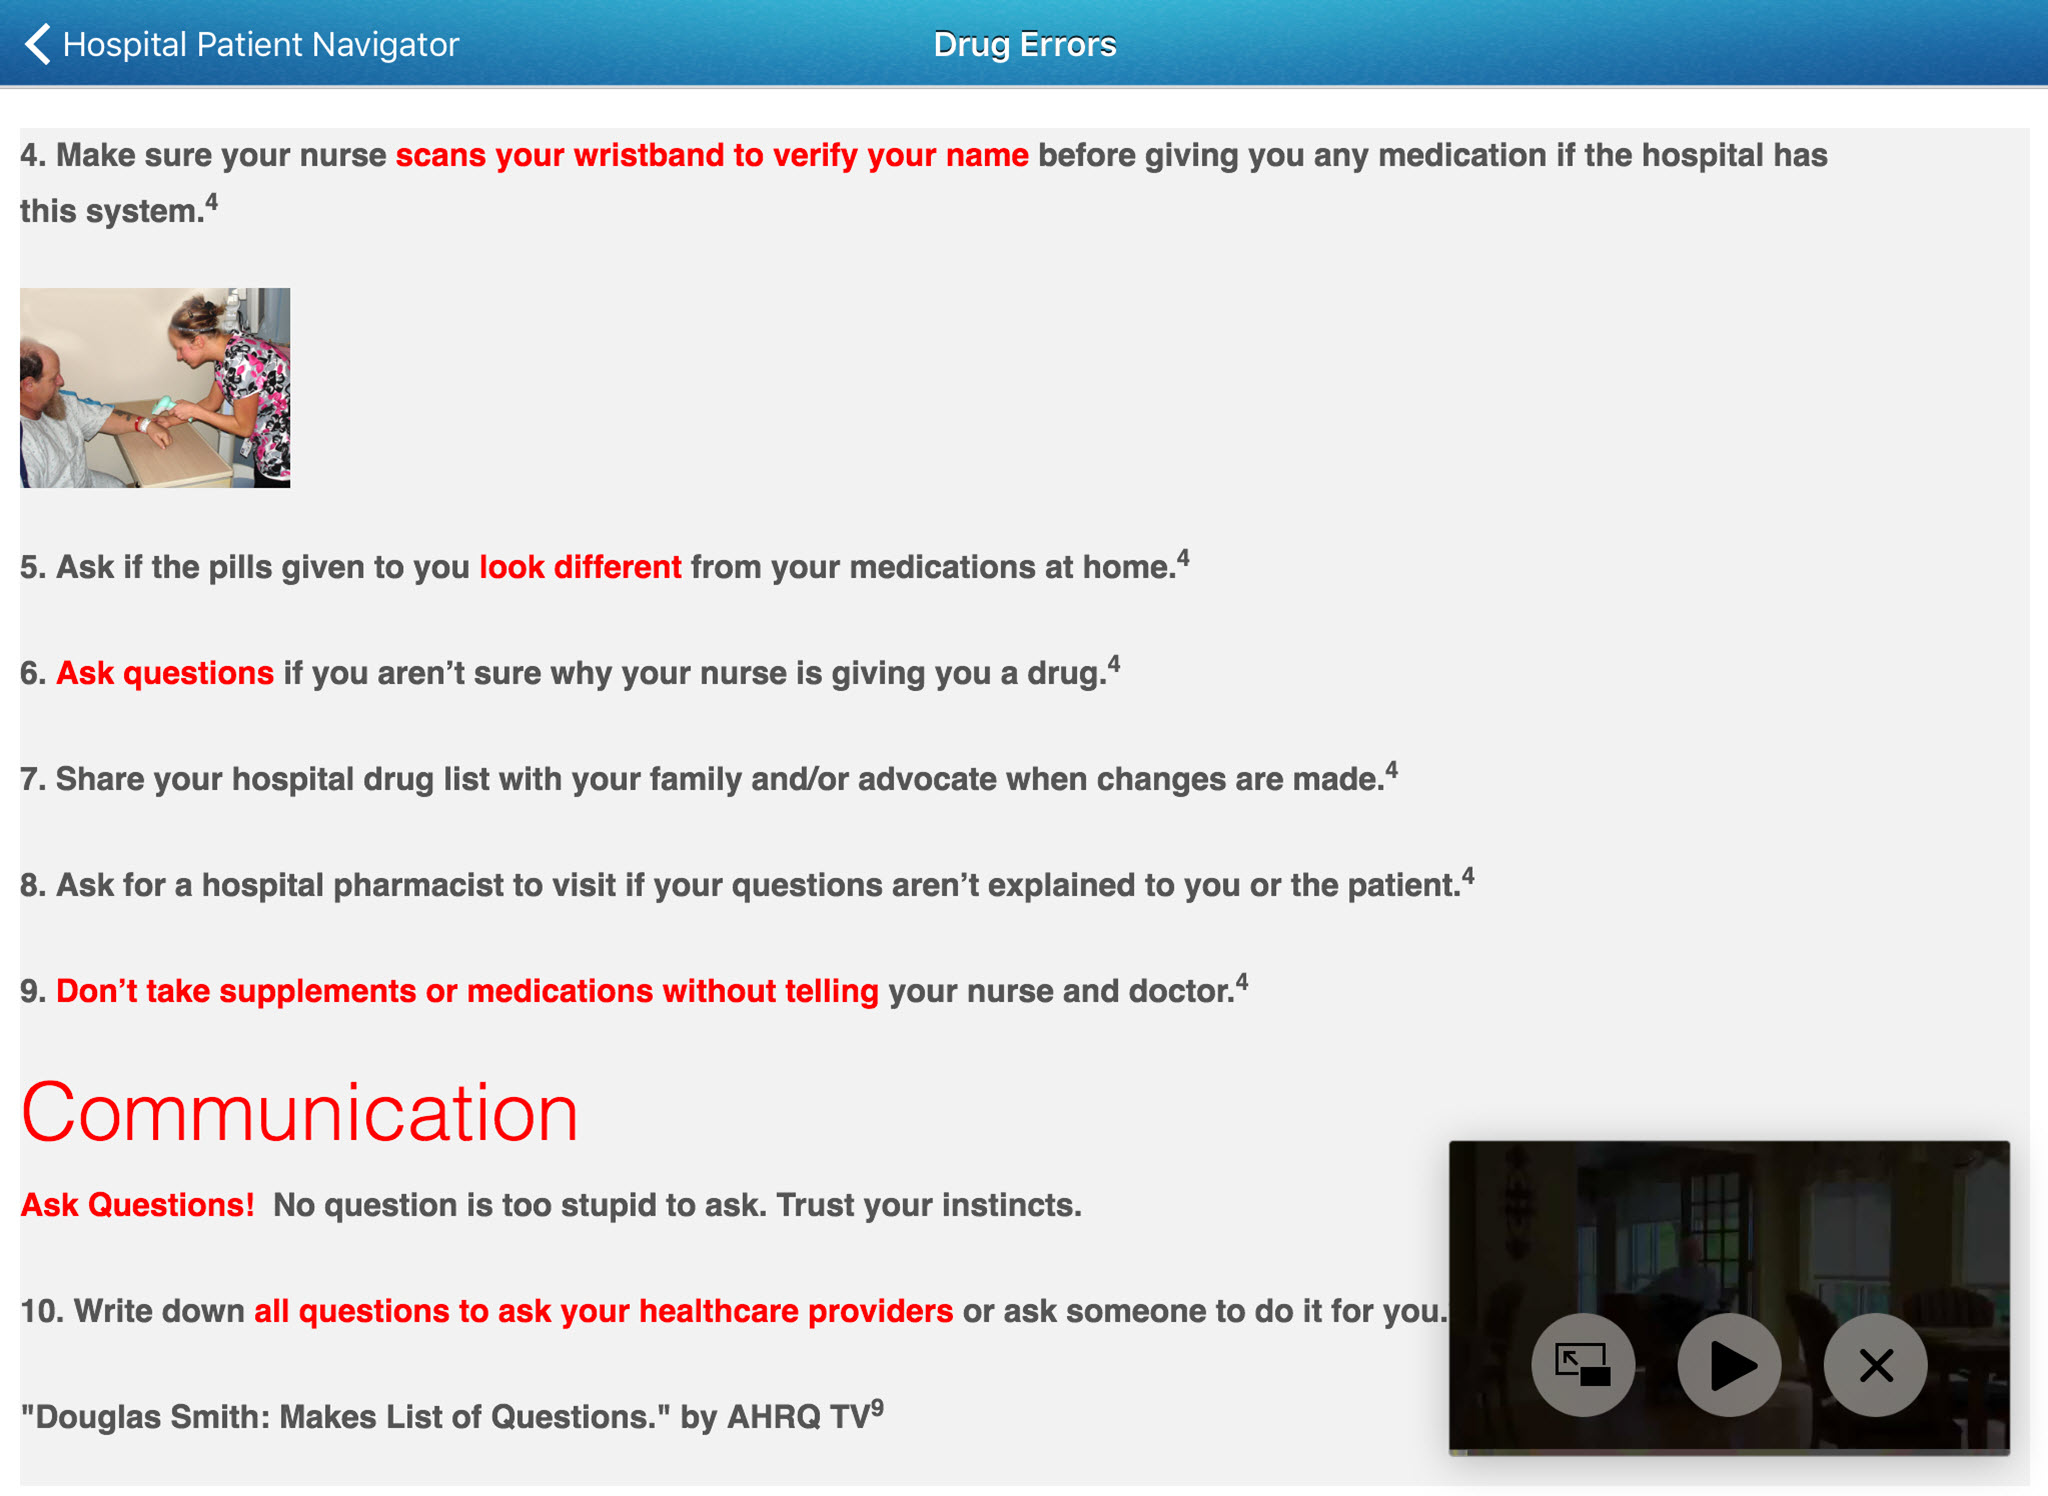 Hospital Patient Navigator
Drug Errors
4. Make sure your nurse scans your wristband to verify your name before giving you any medication if the hospital has
this system.4
5. Ask if the pills given to you look different from your medications at home.4
6. Ask questions if you aren’t sure why your nurse is giving you a drug.4
7. Share your hospital drug list with your family and/or advocate when changes are made.4
8. Ask for a hospital pharmacist to visit if your questions aren’t explained to you or the patient.4
9. Don’t take supplements or medications without telling your nurse and doctor.4
Communication
Ask Questions!  No question is too stupid to ask. Trust your instincts.
10. Write down all questions to ask your healthcare providers or ask someone to do it for you.
"Douglas Smith: Makes List of Questions." by AHRQ TV9